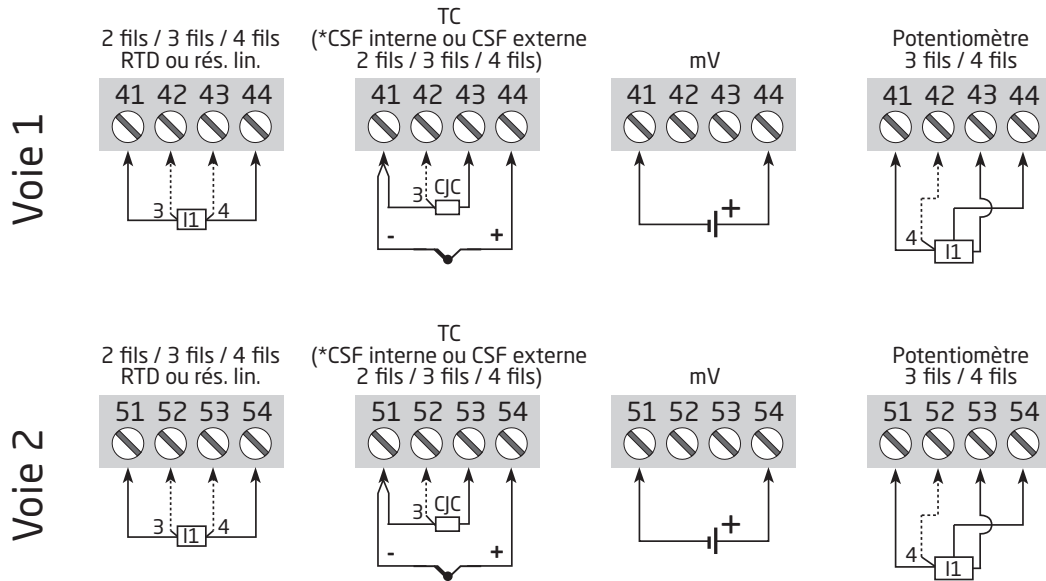 Voie 1
2 fils / 3 fils / 4 fils
RTD ou rés. lin.
41 42 43 44
3 I1 4
TC
(*CSF interne ou CSF externe
2 fils / 3 fils / 4 fils)
41 42 43 44
3 CJC
- +
mV
41 42 43 44
+
Potentiomètre
3 fils / 4 fils
41 42 43 44
4 I1
Voie 2
2 fils / 3 fils / 4 fils
RTD ou rés. lin.
51 52 53 54
3 I1 4
TC
(*CSF interne ou CSF externe
2 fils / 3 fils / 4 fils)
51 52 53 54
3 CJC
- +
mV
51 52 53 54
+
Potentiomètre
3 fils / 4 fils
51 52 53 54
4 I1